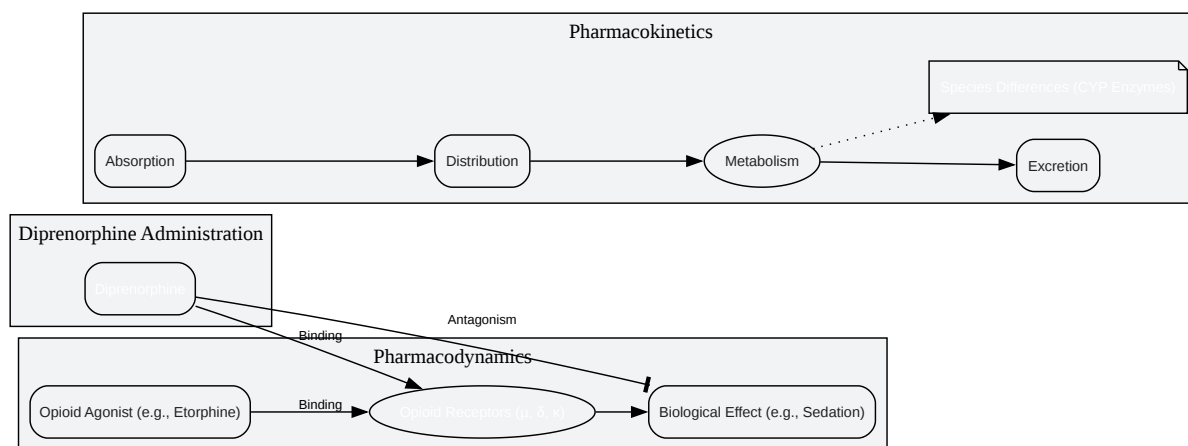 Pharmacokinetics
Species Differences (CYP Enzymes)
Absorption
Distribution
Metabolism
Excretion
Diprenorphine Administration
Diprenorphine
Antagonism
Binding
Pharmacodynamics
Opioid Agonist (e.g., Etorphine)
Binding
Opioid Receptors (μ, δ, κ)
Biological Effect (e.g., Sedation)